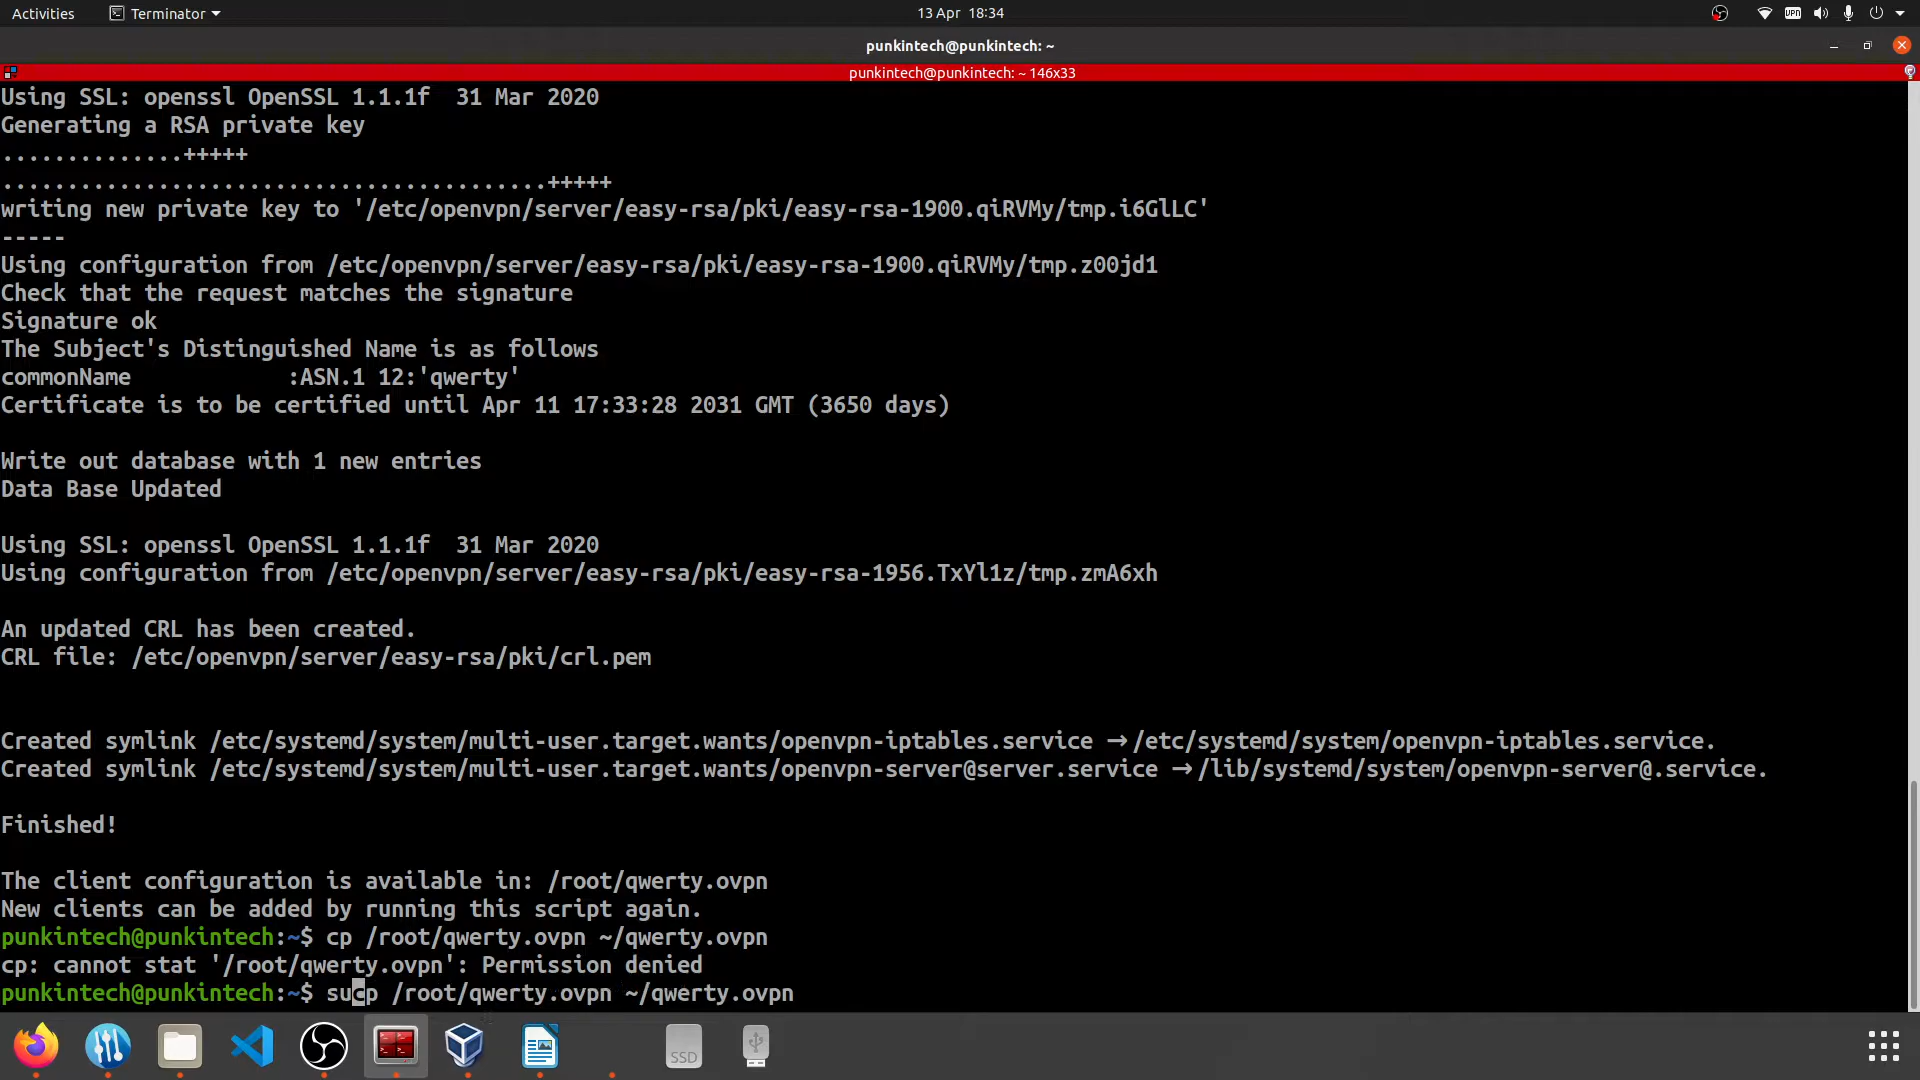 Activities
Terminator
13 Apr 18:34
VPN
punkintech@punkintech: ~
punkintech@punkintech: ~ 146x33
Using SSL: openssl OpenSSL 1.1.1f  31 Mar 2020
Generating a RSA private key
..............+++++
..........................................+++++
writing new private key to '/etc/openvpn/server/easy-rsa/pki/easy-rsa-1900.qiRVMy/tmp.i6GlLC'
-----
Using configuration from /etc/openvpn/server/easy-rsa/pki/easy-rsa-1900.qiRVMy/tmp.z00jd1
Check that the request matches the signature
Signature ok
The Subject's Distinguished Name is as follows
commonName            :ASN.1 12:'qwerty'
Certificate is to be certified until Apr 11 17:33:28 2031 GMT (3650 days)
Write out database with 1 new entries
Data Base Updated
Using SSL: openssl OpenSSL 1.1.1f  31 Mar 2020
Using configuration from /etc/openvpn/server/easy-rsa/pki/easy-rsa-1956.TxYl1z/tmp.zmA6xh
An updated CRL has been created.
CRL file: /etc/openvpn/server/easy-rsa/pki/crl.pem
Created symlink /etc/systemd/system/multi-user.target.wants/openvpn-iptables.service → /etc/systemd/system/openvpn-iptables.service.
Created symlink /etc/systemd/system/multi-user.target.wants/openvpn-server@server.service → /lib/systemd/system/openvpn-server@.service.
Finished!
The client configuration is available in: /root/qwerty.ovpn
New clients can be added by running this script again.
punkintech@punkintech:~$ cp /root/qwerty.ovpn ~/qwerty.ovpn
cp: cannot stat '/root/qwerty.ovpn': Permission denied
punkintech@punkintech:~$ sucp /root/qwerty.ovpn ~/qwerty.ovpn
SSD